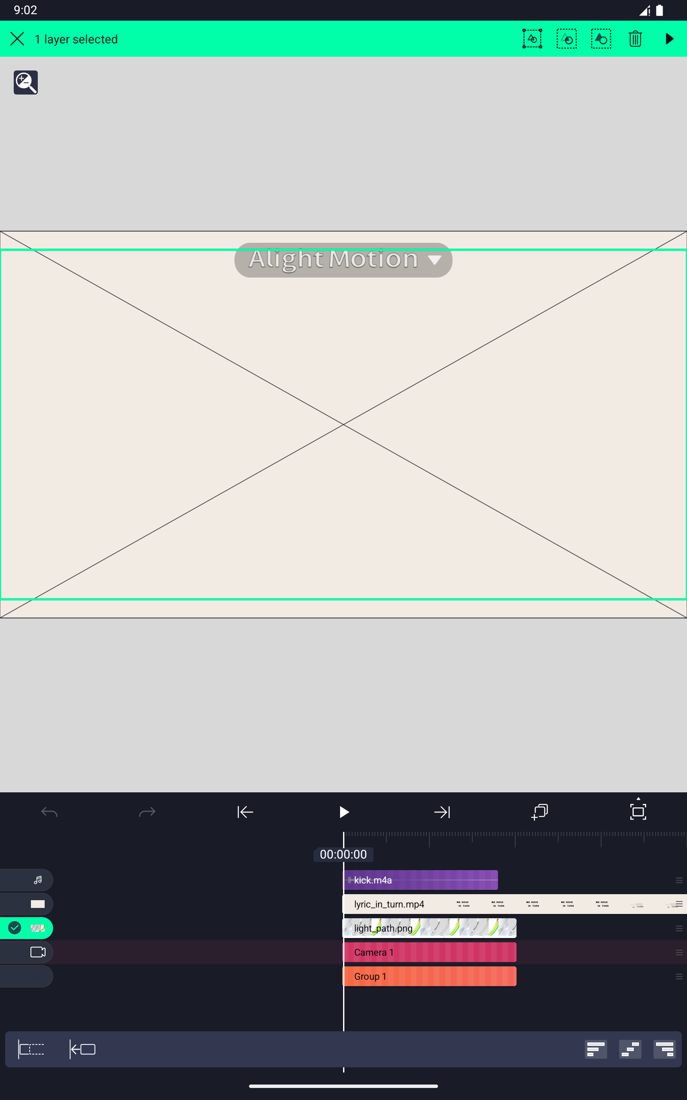 9:02
1 layer selected
Alight Motion
00:00:00
kick.m4a
lyric_in_turn.mp4
light_path.png
Camera 1
Group 1